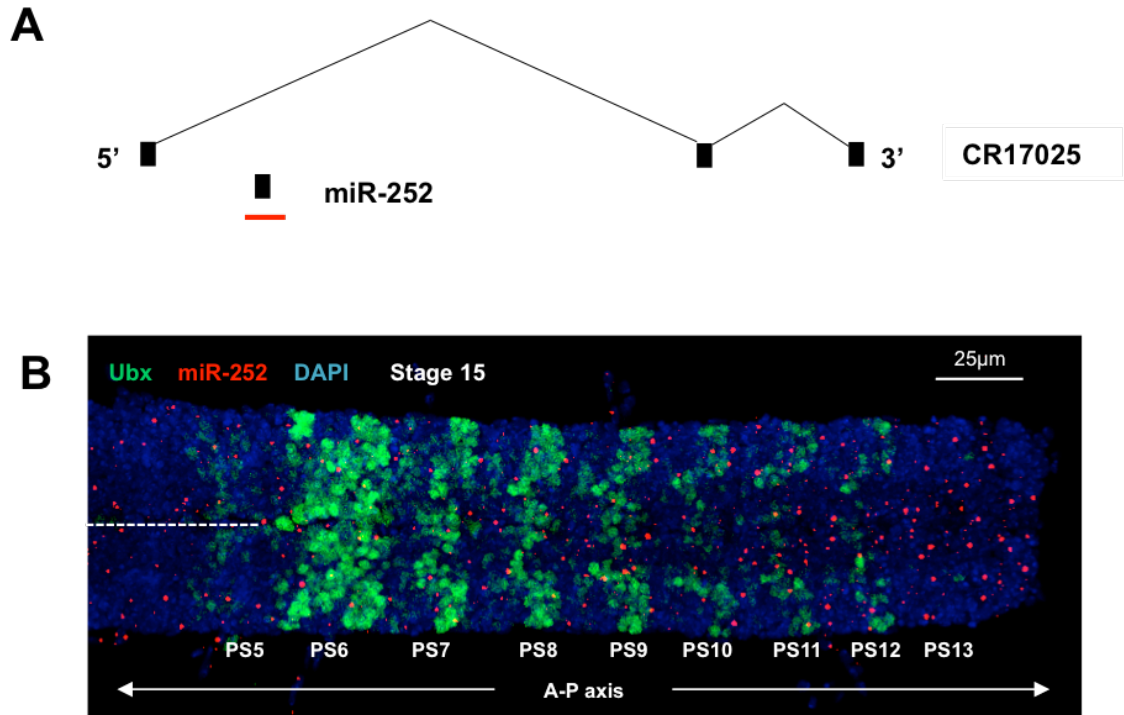 A
5’ 3’ CR17025
miR-252
B
Ubx miR-252 DAPI Stage 15 25μm
PS5 PS6 PS7 PS8 PS9 PS10 PS11 PS12 PS13
A-P axis